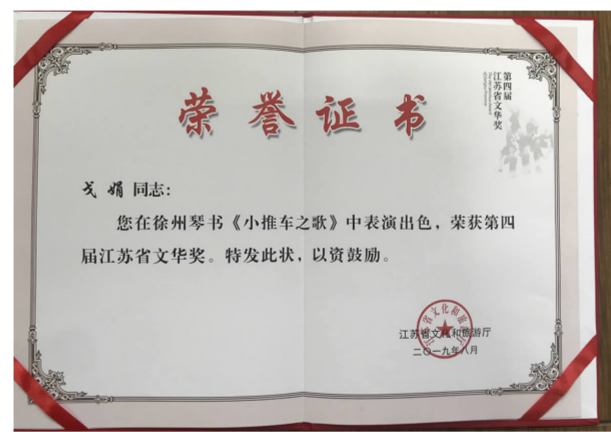 第四届
江苏省文华奖
荣誉证书
戈娟 同志：
您在徐州琴书《小推车之歌》中表演出色，荣获第四
届江苏省文华奖。特发此状，以资鼓励。
江苏省文化和旅游厅
二〇一九年八月